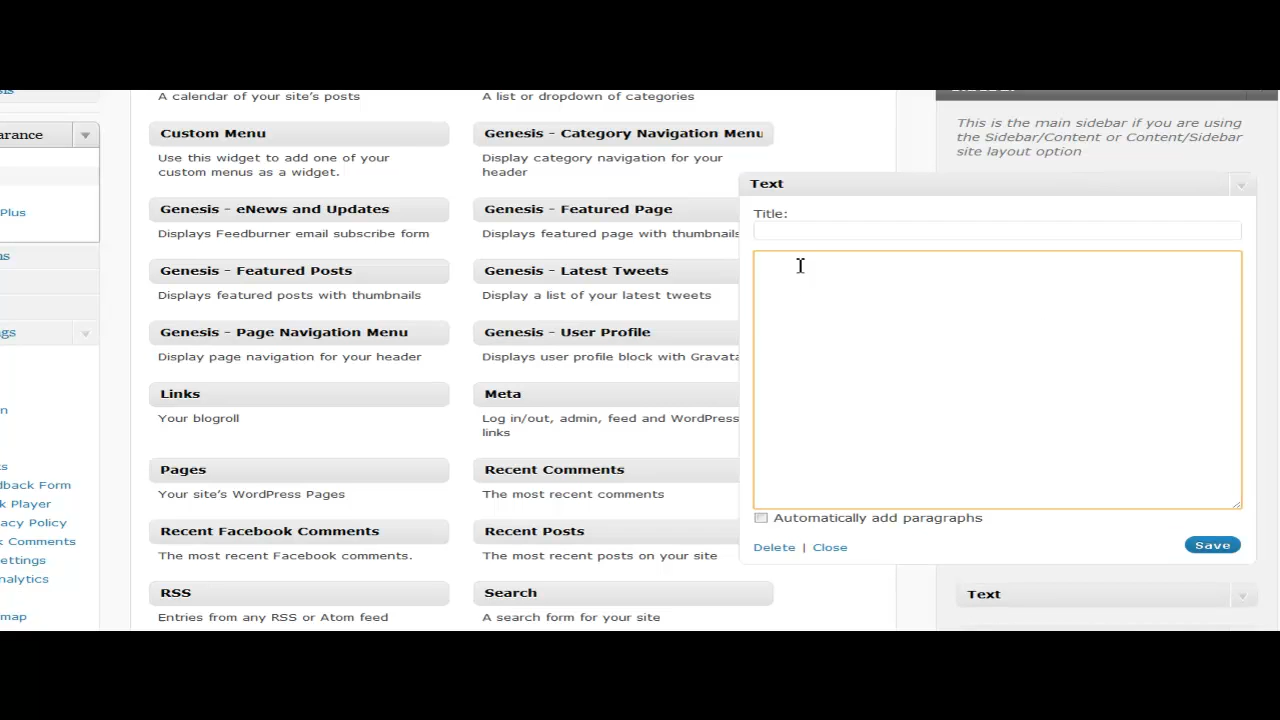 A calendar of your site's posts
A list or dropdown of categories
arance
Custom Menu
Use this widget to add one of your
custom menus as a widget.
Genesis - Category Navigation Menu
Display category navigation for your
header
Plus
Genesis - eNews and Updates
Displays Feedburner email subscribe form
Genesis - Featured Page
Displays featured page with thumbnails
Genesis - Featured Posts
Displays featured posts with thumbnails
Genesis - Latest Tweets
Display a list of your latest tweets
ngs
Genesis - Page Navigation Menu
Display page navigation for your header
Genesis - User Profile
Displays user profile block with Gravata
Links
Your blogroll
Meta
Log in/out, admin, feed and WordPress
links
Pages
Your site's WordPress Pages
Recent Comments
The most recent comments
dback Form
k Player
acy Policy
k Comments
ettings
nalytics
map
Recent Facebook Comments
The most recent Facebook comments.
Recent Posts
The most recent posts on your site
RSS
Entries from any RSS or Atom feed
Search
A search form for your site
This is the main sidebar if you are using
the Sidebar/Content or Content/Sidebar
site layout option
Text
Title:
Automatically add paragraphs
Delete | Close
Save
Text